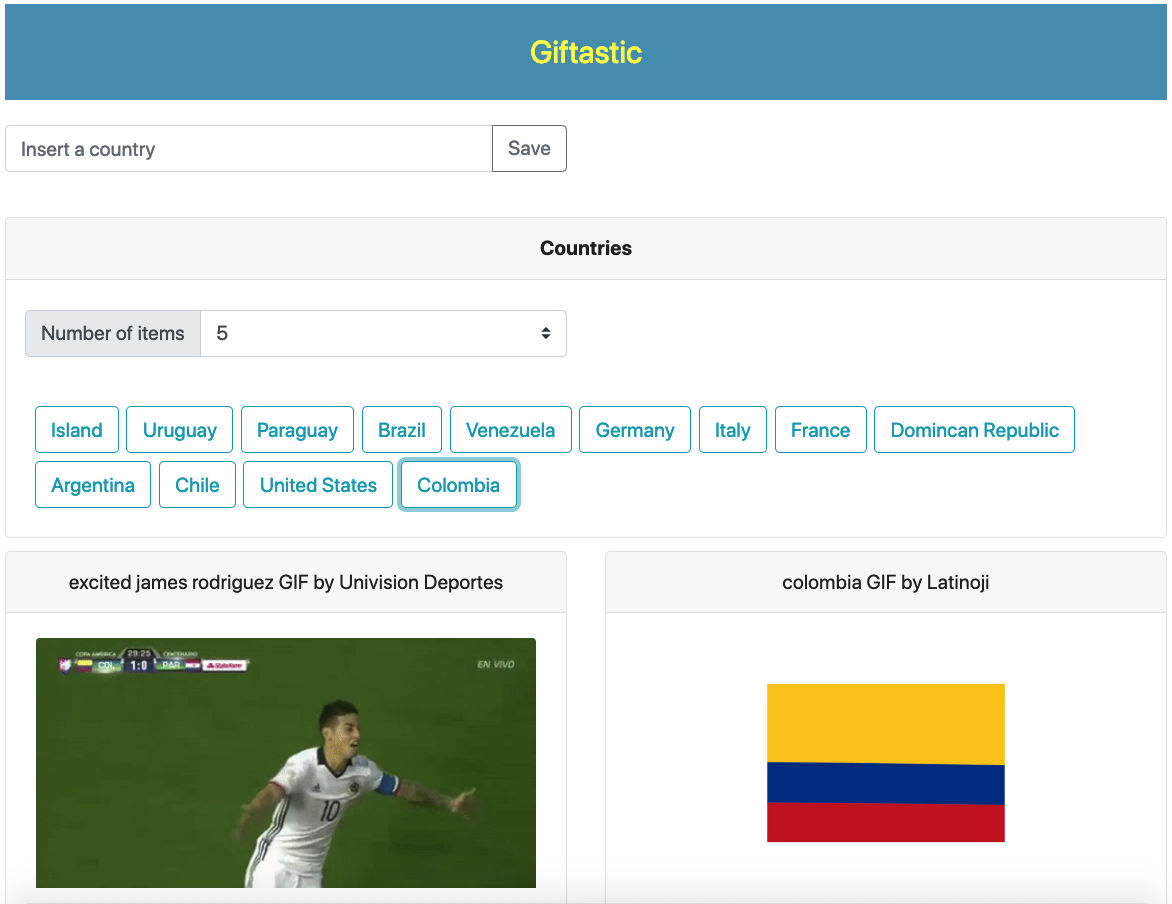 Giftastic
Insert a country Save
Countries
Number of items 5
Island Uruguay Paraguay Brazil Venezuela Germany Italy France Domincan Republic
Argentina Chile United States Colombia
excited james rodriguez GIF by Univision Deportes
colombia GIF by Latinoji
COPA AMÉRICA 29:25 CENTENARIO
COL 1:0 PAR StateFarm
EN VIVO
10